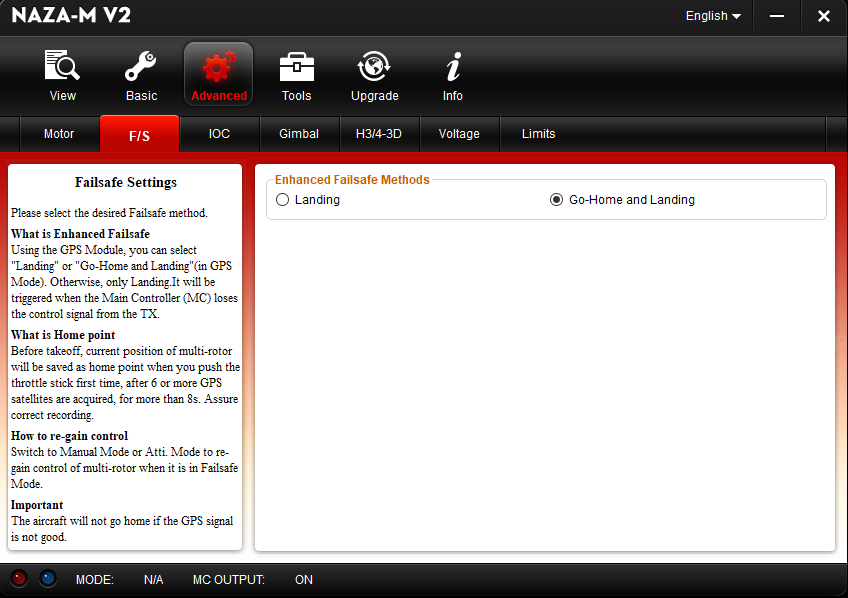 NAZA-M V2
English
View
Basic
Advanced
Tools
Upgrade
Info
Motor
F/S
IOC
Gimbal
H3/4-3D
Voltage
Limits
Failsafe Settings
Please select the desired Failsafe method.
What is Enhanced Failsafe
Using the GPS Module, you can select
"Landing" or "Go-Home and Landing"(in GPS
Mode). Otherwise, only Landing.It will be
triggered when the Main Controller (MC) loses
the control signal from the TX.
What is Home point
Before takeoff, current position of multi-rotor
will be saved as home point when you push the
throttle stick first time, after 6 or more GPS
satellites are acquired, for more than 8s. Assure
correct recording.
How to re-gain control
Switch to Manual Mode or Atti. Mode to re-
gain control of multi-rotor when it is in Failsafe
Mode.
Important
The aircraft will not go home if the GPS signal
is not good.
Enhanced Failsafe Methods
Landing
Go-Home and Landing
MODE: N/A MC OUTPUT: ON